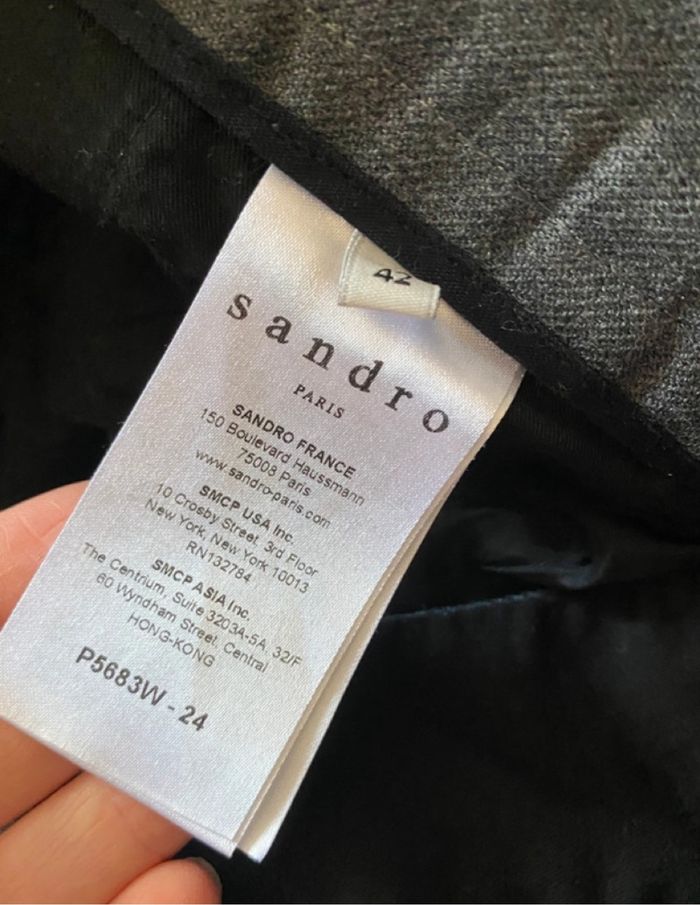 42
sandro
PARIS
SANDRO FRANCE
150 Boulevard Haussmann
75008 Paris
www.sandro-paris.com
SMCP USA Inc.
10 Crosby Street, 3rd Floor
New York, New York 10013
RN132784
SMCP ASIA Inc.
The Centrium, Suite 3203A-5A, 32/F
60 Wyndham Street, Central
HONG-KONG
P5683W - 24